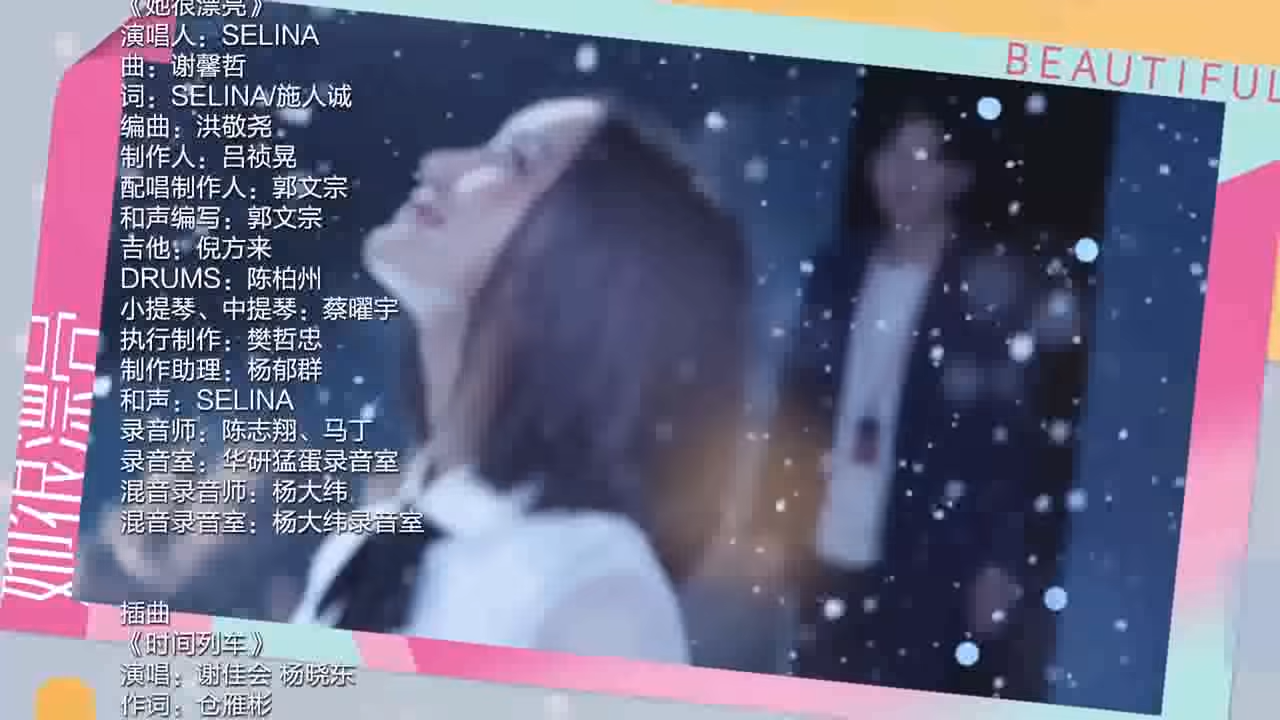 《她很漂亮》
演唱人：SELINA
曲：谢馨哲
词：SELINA/施人诚
编曲：洪敬尧
制作人：吕祯晃
配唱制作人：郭文宗
和声编写：郭文宗
吉他：倪方来
DRUMS：陈柏州
小提琴、中提琴：蔡曜宇
执行制作：樊哲忠
制作助理：杨郁群
和声：SELINA
录音师：陈志翔、马丁
录音室：华研猛蛋录音室
混音录音师：杨大纬
混音录音室：杨大纬录音室
插曲
《时间列车》
演唱：谢佳会 杨晓东
作词：仓雁彬
BEAUTIFUL
如很漂亮